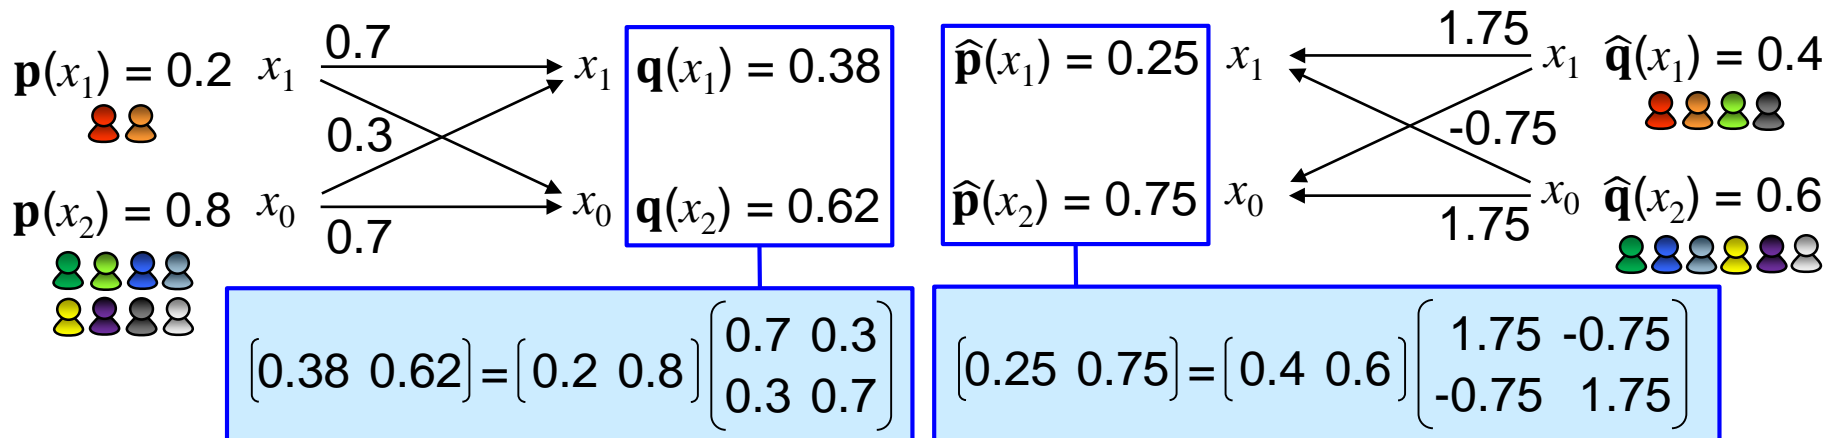 p(x₁) = 0.2 x₁ 0.7 x₁ q(x₁) = 0.38
0.3
p(x₂) = 0.8 x₀ 0.7 x₀ q(x₂) = 0.62
(0.38 0.62) = (0.2 0.8) (0.7 0.3
0.3 0.7)
p̂(x₁) = 0.25 x₁ 1.75 x₁ q̂(x₁) = 0.4
-0.75
p̂(x₂) = 0.75 x₀ 1.75 x₀ q̂(x₂) = 0.6
(0.25 0.75) = (0.4 0.6) (1.75 -0.75
-0.75 1.75)